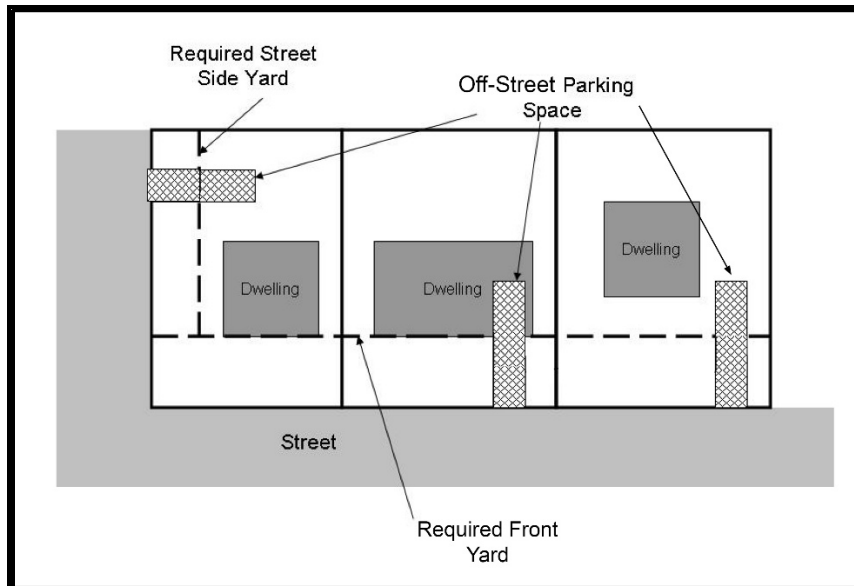 Required Street
Side Yard
Off-Street Parking
Space
Dwelling
Dwelling
Dwelling
Street
Required Front
Yard